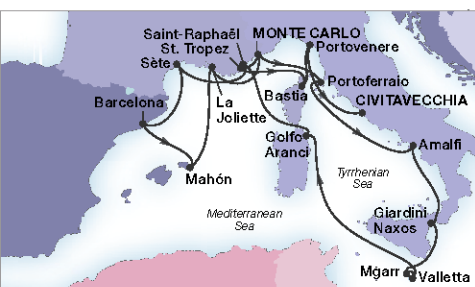 Saint-Raphaël
MONTE CARLO
St. Tropez
Portovenere
Sète
Portoferraio
Bastia
Barcelona
La
Joliette
CIVITAVECCHIA
Golfo
Aranci
Amalfi
Mahón
Tyrrhenian
Sea
Mediterranean
Sea
Giardini
Naxos
Mġarr
Valletta